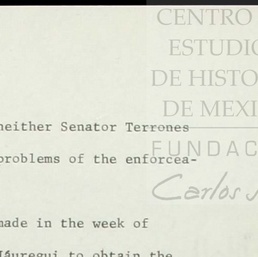 CENTRO
ESTUDIO
DE HISTO
DE MEXI
FUNDAC
Carlos
neither Senator Terrones
problems of the enforcea-
made in the week of
Jáuregui to obtain the